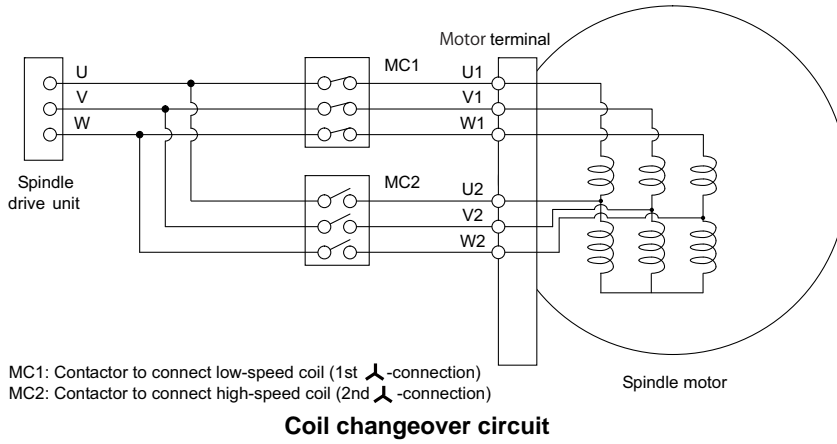 Motor terminal
U
V
W
MC1
U1
V1
W1
Spindle
drive unit
MC2
U2
V2
W2
MC1: Contactor to connect low-speed coil (1st -connection)
MC2: Contactor to connect high-speed coil (2nd -connection)
Spindle motor
Coil changeover circuit